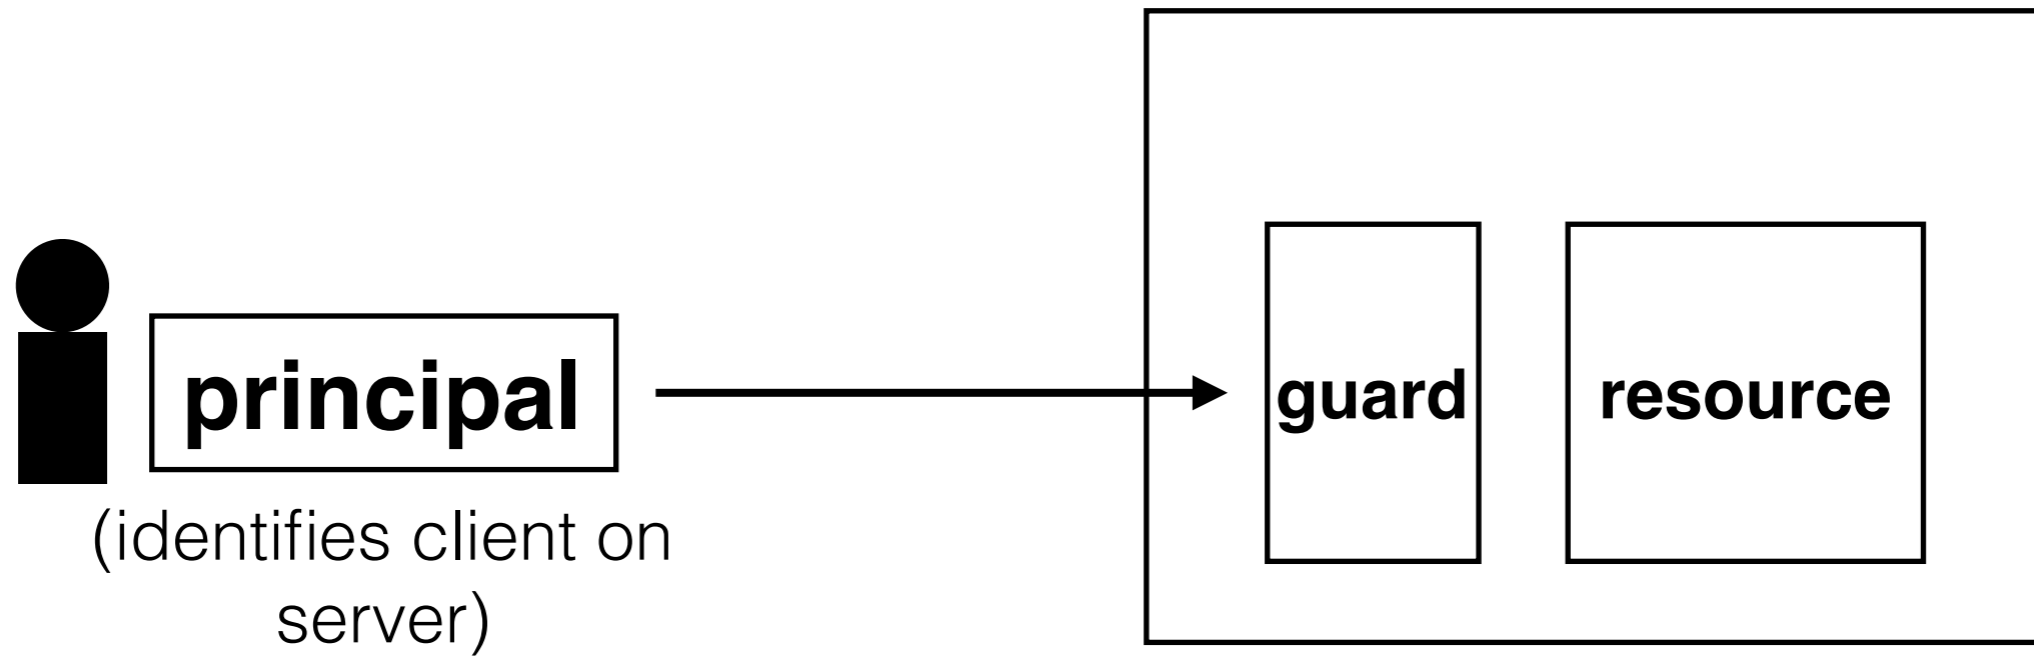 principal
(identifies client on
server)
guard
resource